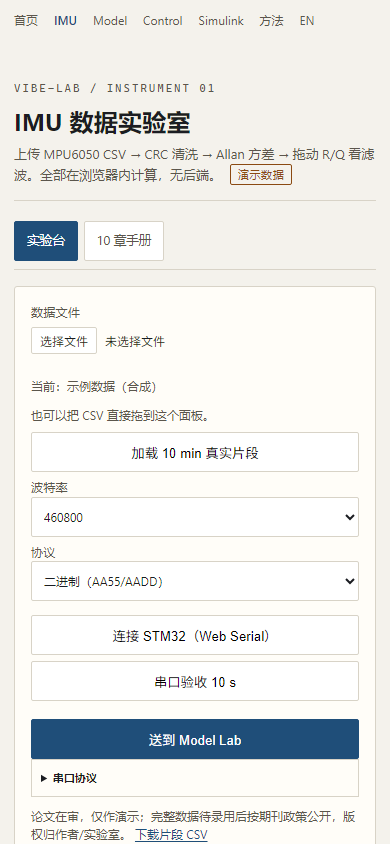 首页 IMU Model Control Simulink 方法 EN
VIBE-LAB / INSTRUMENT 01
IMU 数据实验室
上传 MPU6050 CSV → CRC 清洗 → Allan 方差 → 拖动 R/Q 看滤
波。全部在浏览器内计算，无后端。 演示数据
实验台 10 章手册
数据文件
选择文件 未选择文件
当前：示例数据（合成）
也可以把 CSV 直接拖到这个面板。
加载 10 min 真实片段
波特率
460800
协议
二进制（AA55/AADD）
连接 STM32（Web Serial）
串口验收 10 s
送到 Model Lab
▶ 串口协议
论文在审，仅作演示；完整数据待录用后按期刊政策公开，版
权归作者/实验室。 下载片段 CSV